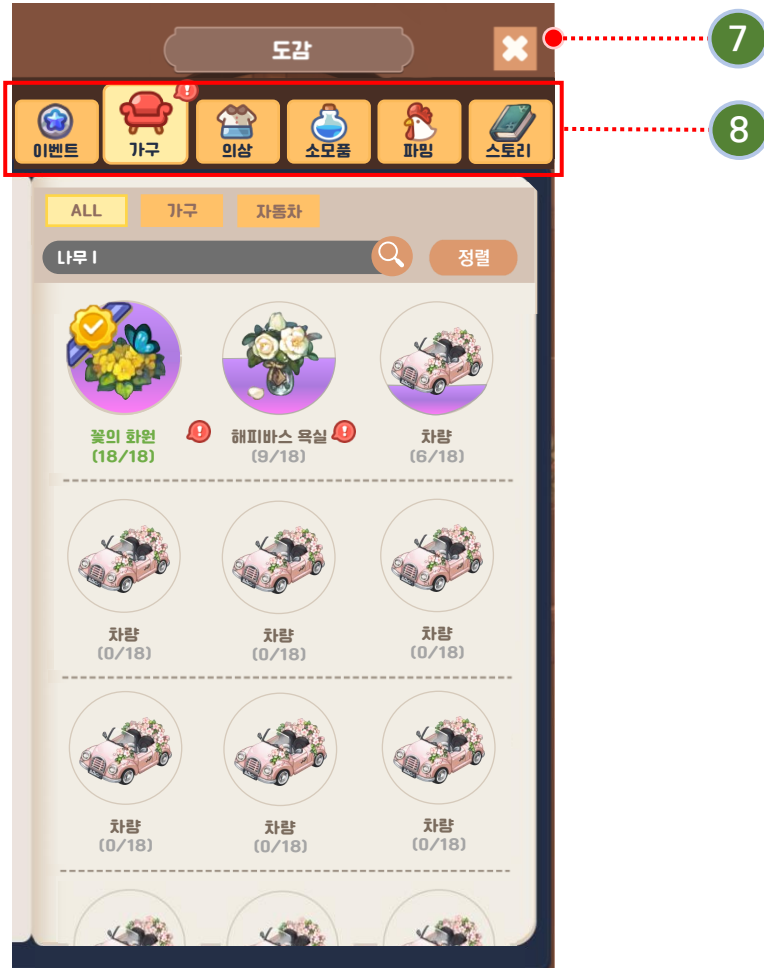 도감
7
8
이벤트 가구 의상 소모품 파밍 스토리
ALL 가구 자동차
나무 I 정렬
꽃의 화원 해피바스 욕실 차량
(18/18) (9/18) (6/18)
차량 차량 차량
(0/18) (0/18) (0/18)
차량 차량 차량
(0/18) (0/18) (0/18)